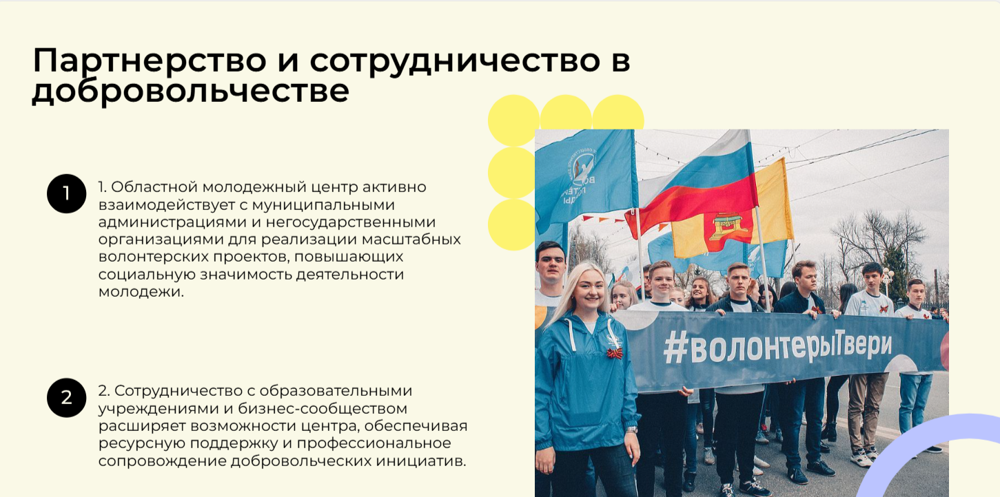 Партнерство и сотрудничество в
добровольчестве
1
1. Областной молодежный центр активно
взаимодействует с муниципальными
администрациями и негосударственными
организациями для реализации масштабных
волонтерских проектов, повышающих
социальную значимость деятельности
молодежи.
#волонтерыТвери
2
2. Сотрудничество с образовательными
учреждениями и бизнес-сообществом
расширяет возможности центра, обеспечивая
ресурсную поддержку и профессиональное
сопровождение добровольческих инициатив.